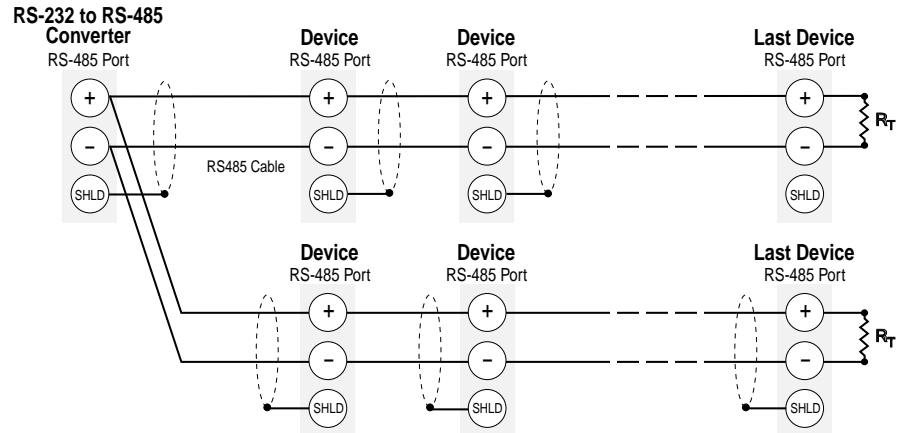 RS-232 to RS-485
Converter
RS-485 Port
Device
RS-485 Port
Device
RS-485 Port
Last Device
RS-485 Port
+
+
+
+
RT
−
−
−
−
RS485 Cable
SHLD
SHLD
SHLD
SHLD
Device
RS-485 Port
Device
RS-485 Port
Last Device
RS-485 Port
+
+
+
RT
−
−
−
SHLD
SHLD
SHLD